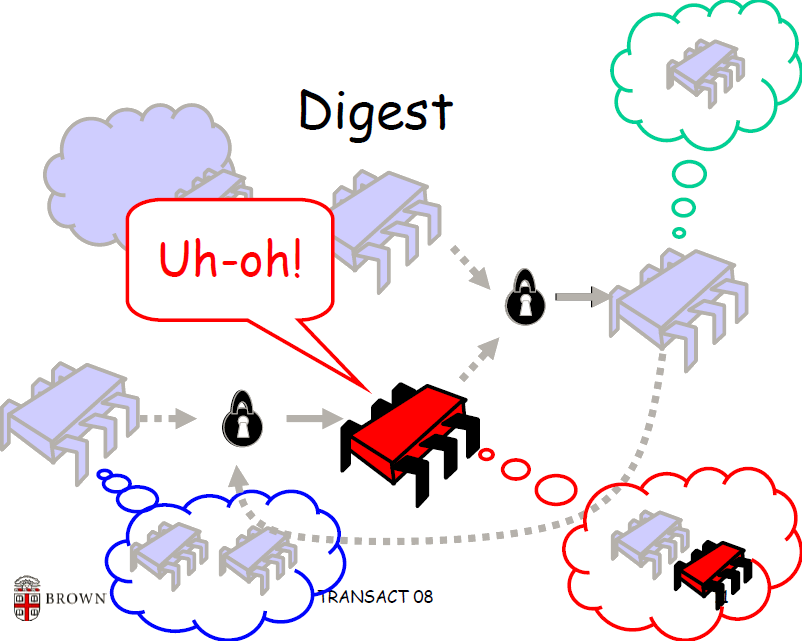 Digest
Uh-oh!
BROWN
TRANSACT 08